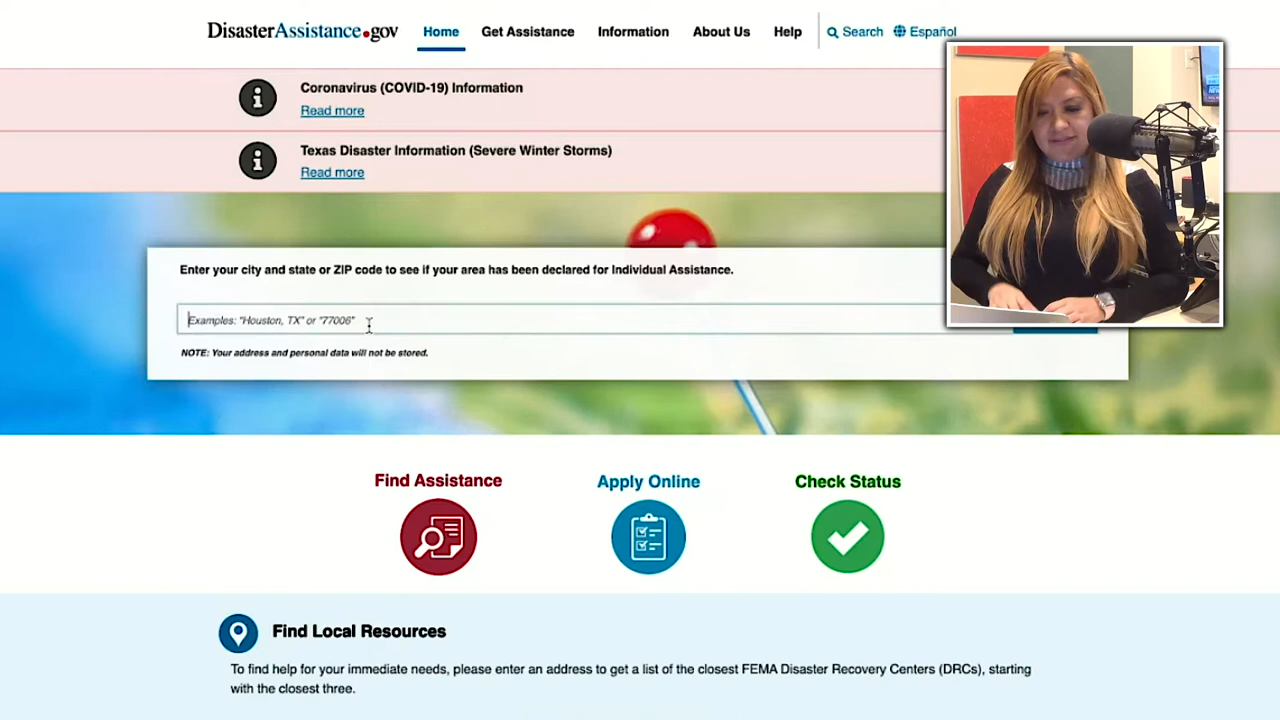 DisasterAssistance.gov
Home
Get Assistance
Information
About Us
Help
Search
Español
Coronavirus (COVID-19) Information
Read more
Texas Disaster Information (Severe Winter Storms)
Read more
Enter your city and state or ZIP code to see if your area has been declared for Individual Assistance.
Examples: "Houston, TX" or "77006"
NOTE: Your address and personal data will not be stored.
Find Assistance
Apply Online
Check Status
Find Local Resources
To find help for your immediate needs, please enter an address to get a list of the closest FEMA Disaster Recovery Centers (DRCs), starting
with the closest three.